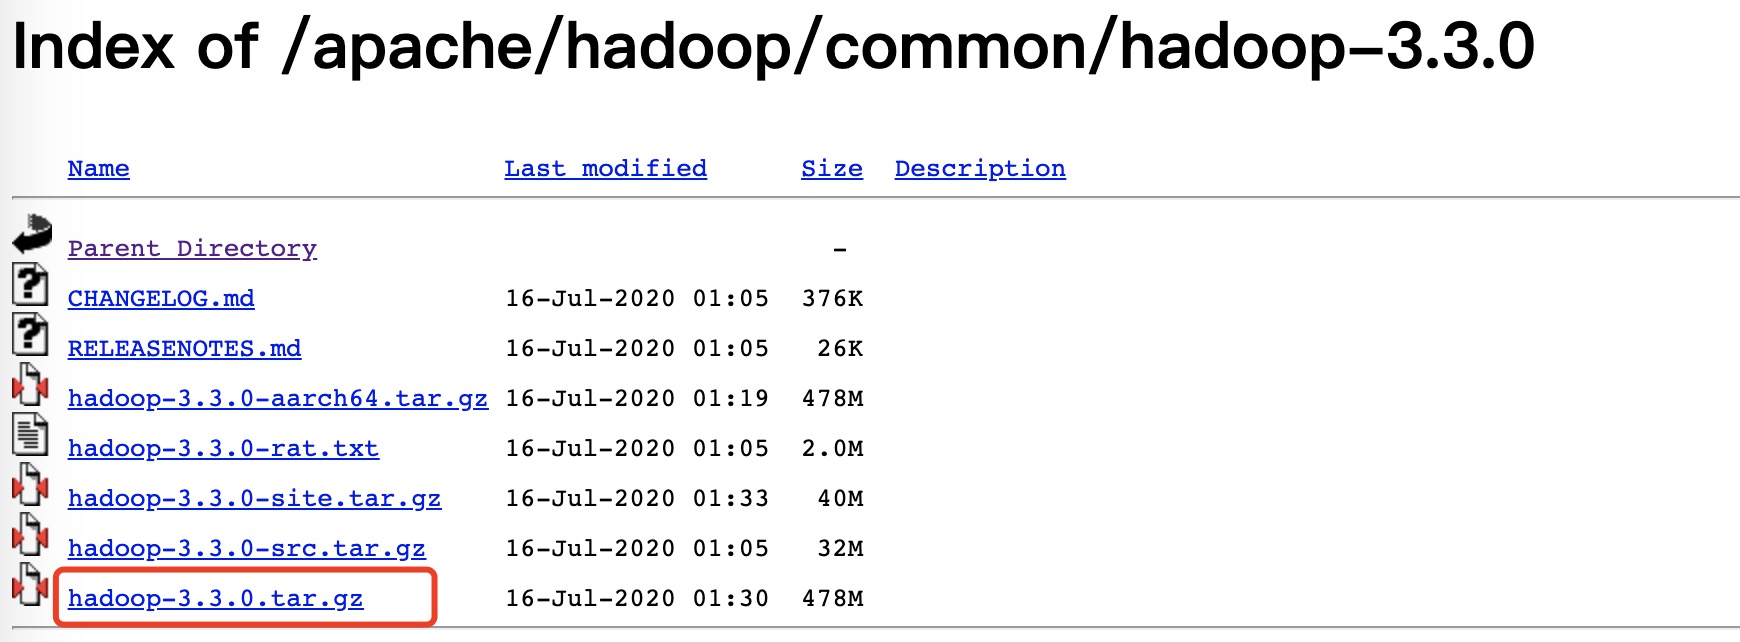 Index of /apache/hadoop/common/hadoop-3.3.0
Name Last modified Size Description
Parent Directory -
CHANGELOG.md 16-Jul-2020 01:05 376K
RELEASENOTES.md 16-Jul-2020 01:05 26K
hadoop-3.3.0-aarch64.tar.gz 16-Jul-2020 01:19 478M
hadoop-3.3.0-rat.txt 16-Jul-2020 01:05 2.0M
hadoop-3.3.0-site.tar.gz 16-Jul-2020 01:33 40M
hadoop-3.3.0-src.tar.gz 16-Jul-2020 01:05 32M
hadoop-3.3.0.tar.gz 16-Jul-2020 01:30 478M